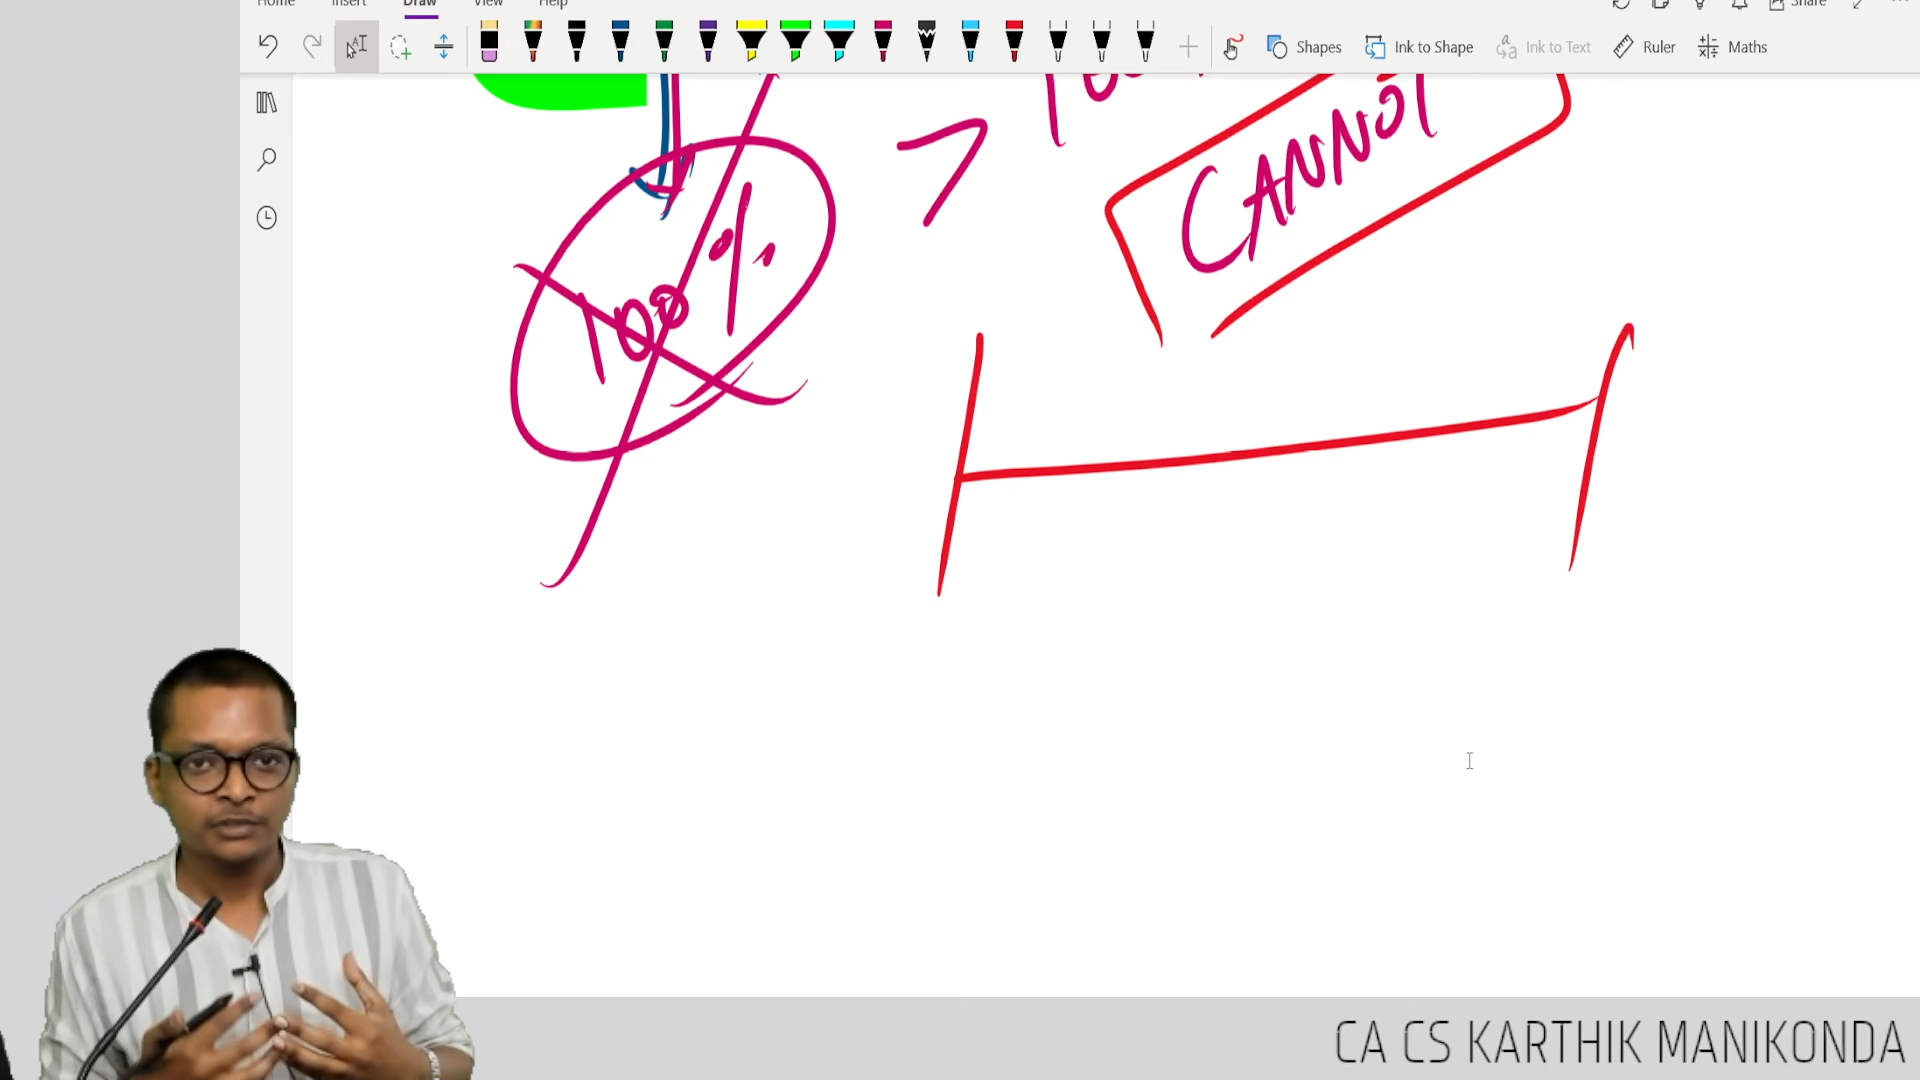 Home Insert Draw View Help Share
Shapes Ink to Shape Ink to Text Ruler Maths
> 100
CANNOT
100%
CA CS KARTHIK MANIKONDA